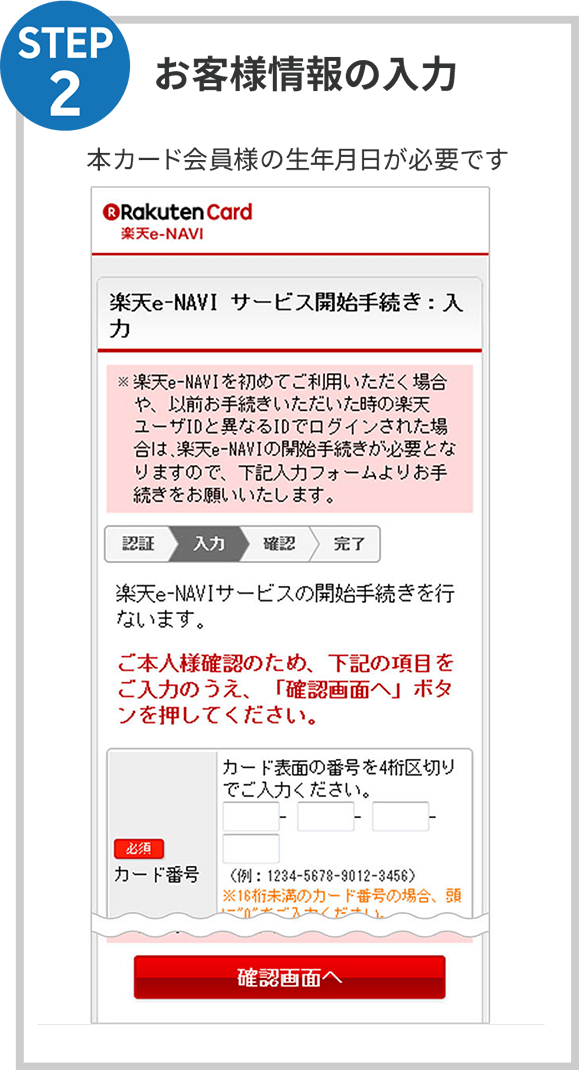 STEP
2
お客様情報の入力
本カード会員様の生年月日が必要です
Rakuten Card
楽天e-NAVI
楽天e-NAVI サービス開始手続き：入
力
※楽天e-NAVIを初めてご利用いただく場合
や、以前お手続きいただいた時の楽天
ユーザIDと異なるIDでログインされた場
合は、楽天e-NAVIの開始手続きが必要とな
りますので、下記入力フォームよりお手
続きをお願いいたします。
認証 入力 確認 完了
楽天e-NAVIサービスの開始手続きを行
ないます。
ご本人様確認のため、下記の項目を
ご入力のうえ、「確認画面へ」ボタ
ンを押してください。
カード表面の番号を4桁区切り
でご入力ください。
- - -
必須
カード番号
（例：1234-5678-9012-3456）
※16桁未満のカード番号の場合、頭
に"0"をご入力ください。
確認画面へ